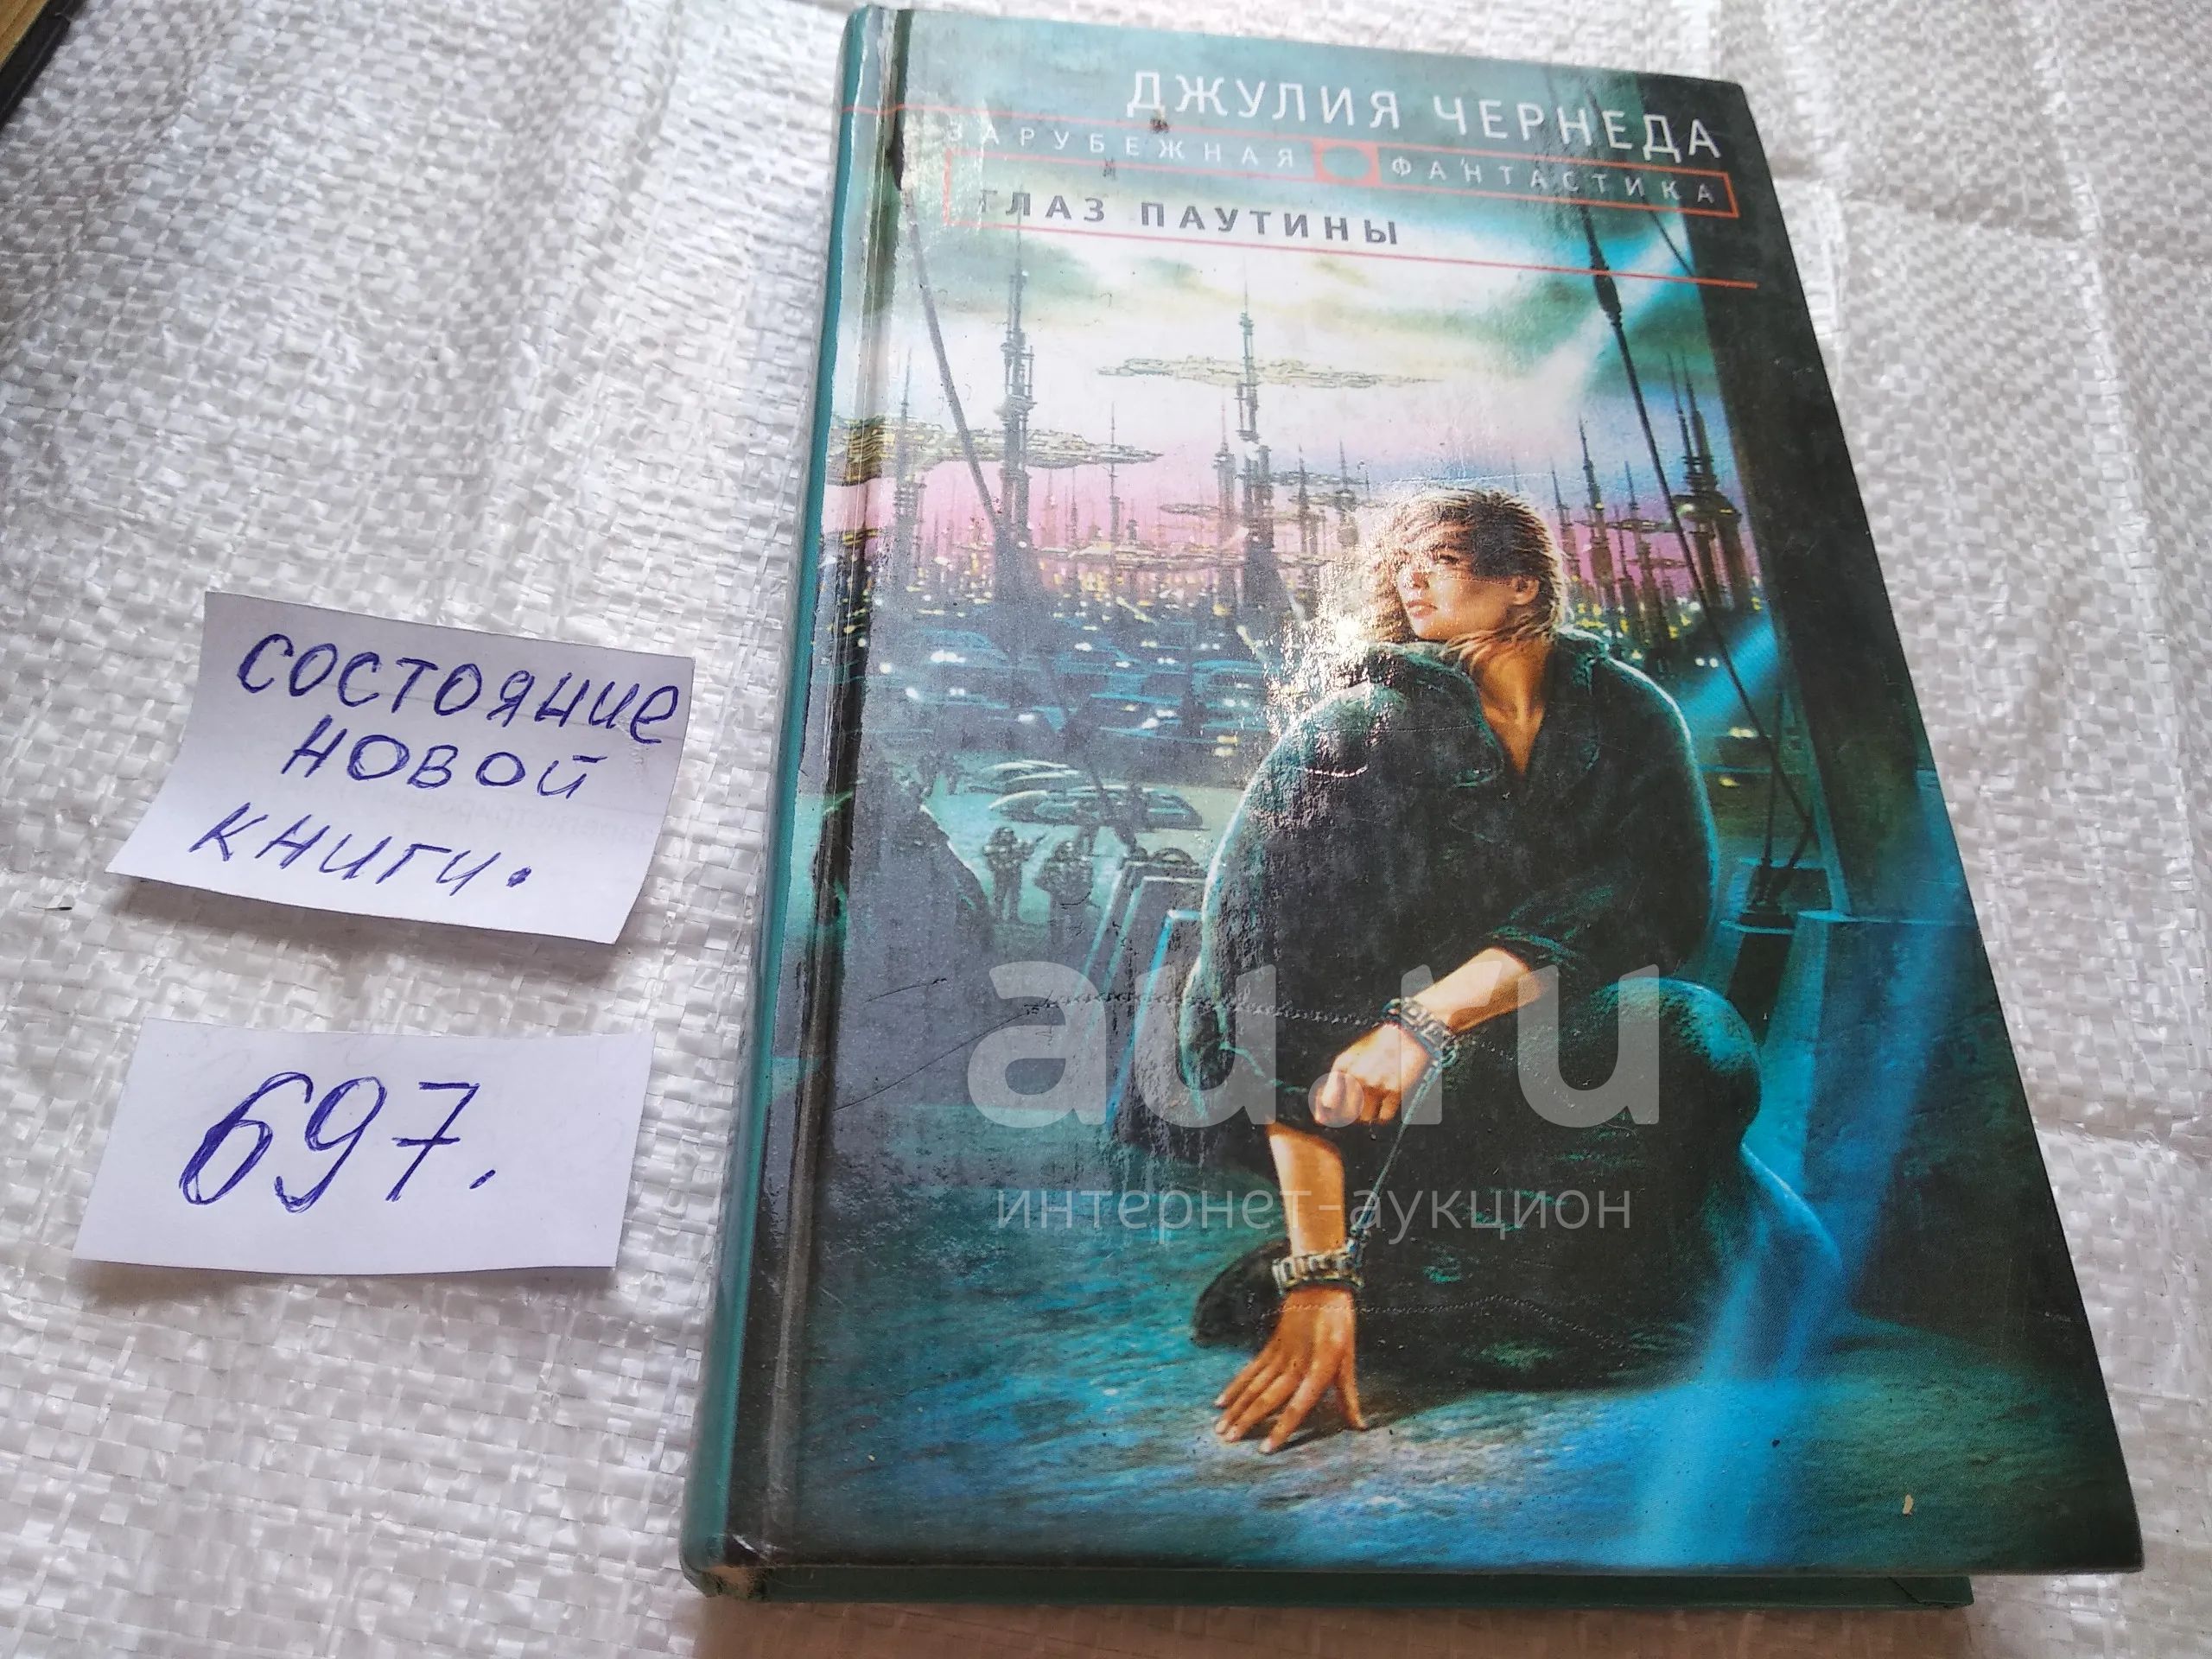 ДЖУЛИЯ ЧЕРНЕДА
ЗАРУБЕЖНАЯ ФАНТАСТИКА
ГЛАЗ ПАУТИНЫ
состояние
новой
книги.
697.
au.ru
интернет-аукцион